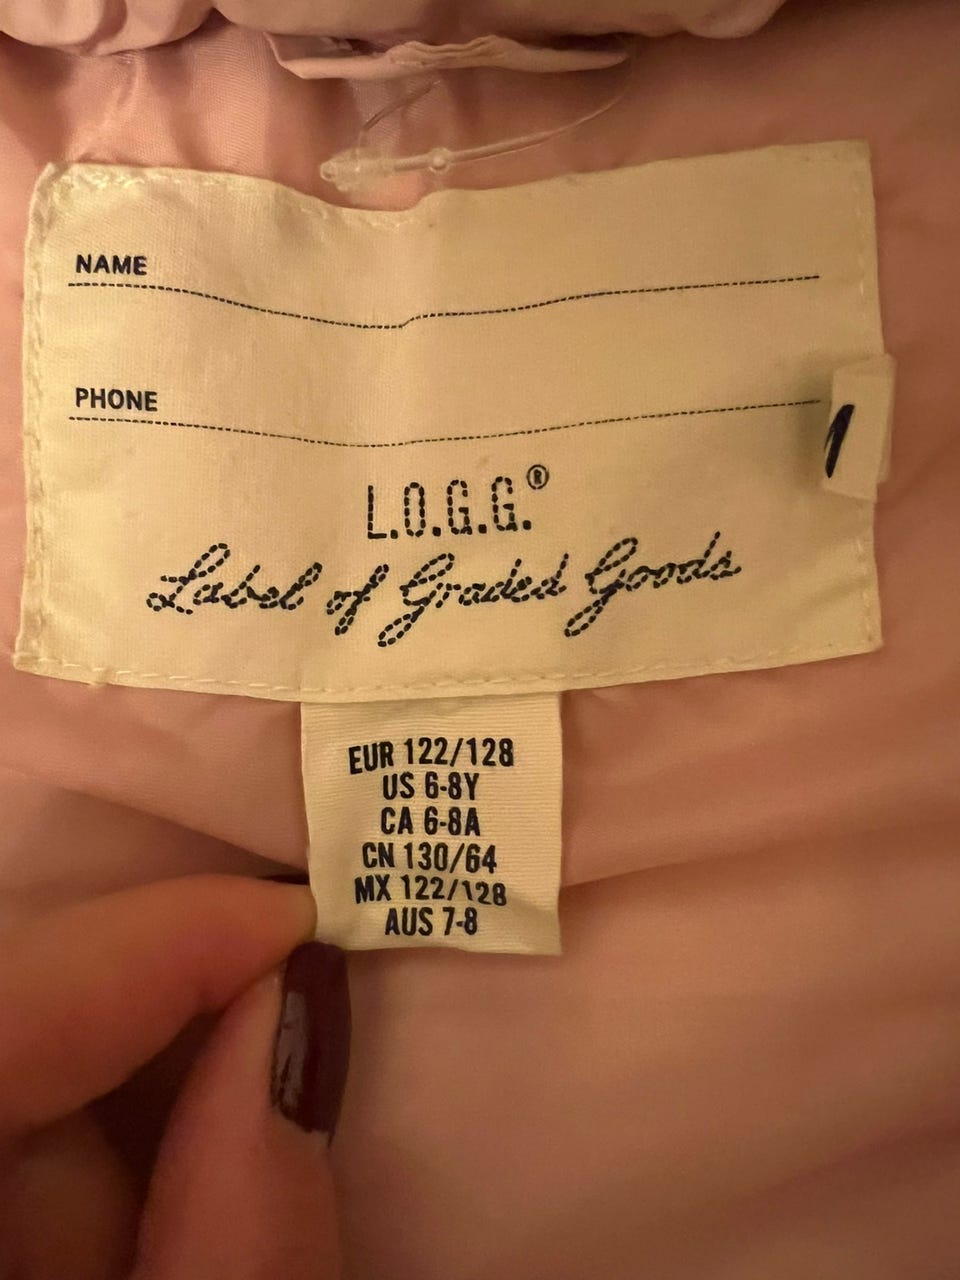 NAME
PHONE
1
L.O.G.G.®
Label of Graded Goods
EUR 122/128
US 6-8Y
CA 6-8A
CN 130/64
MX 122/128
AUS 7-8